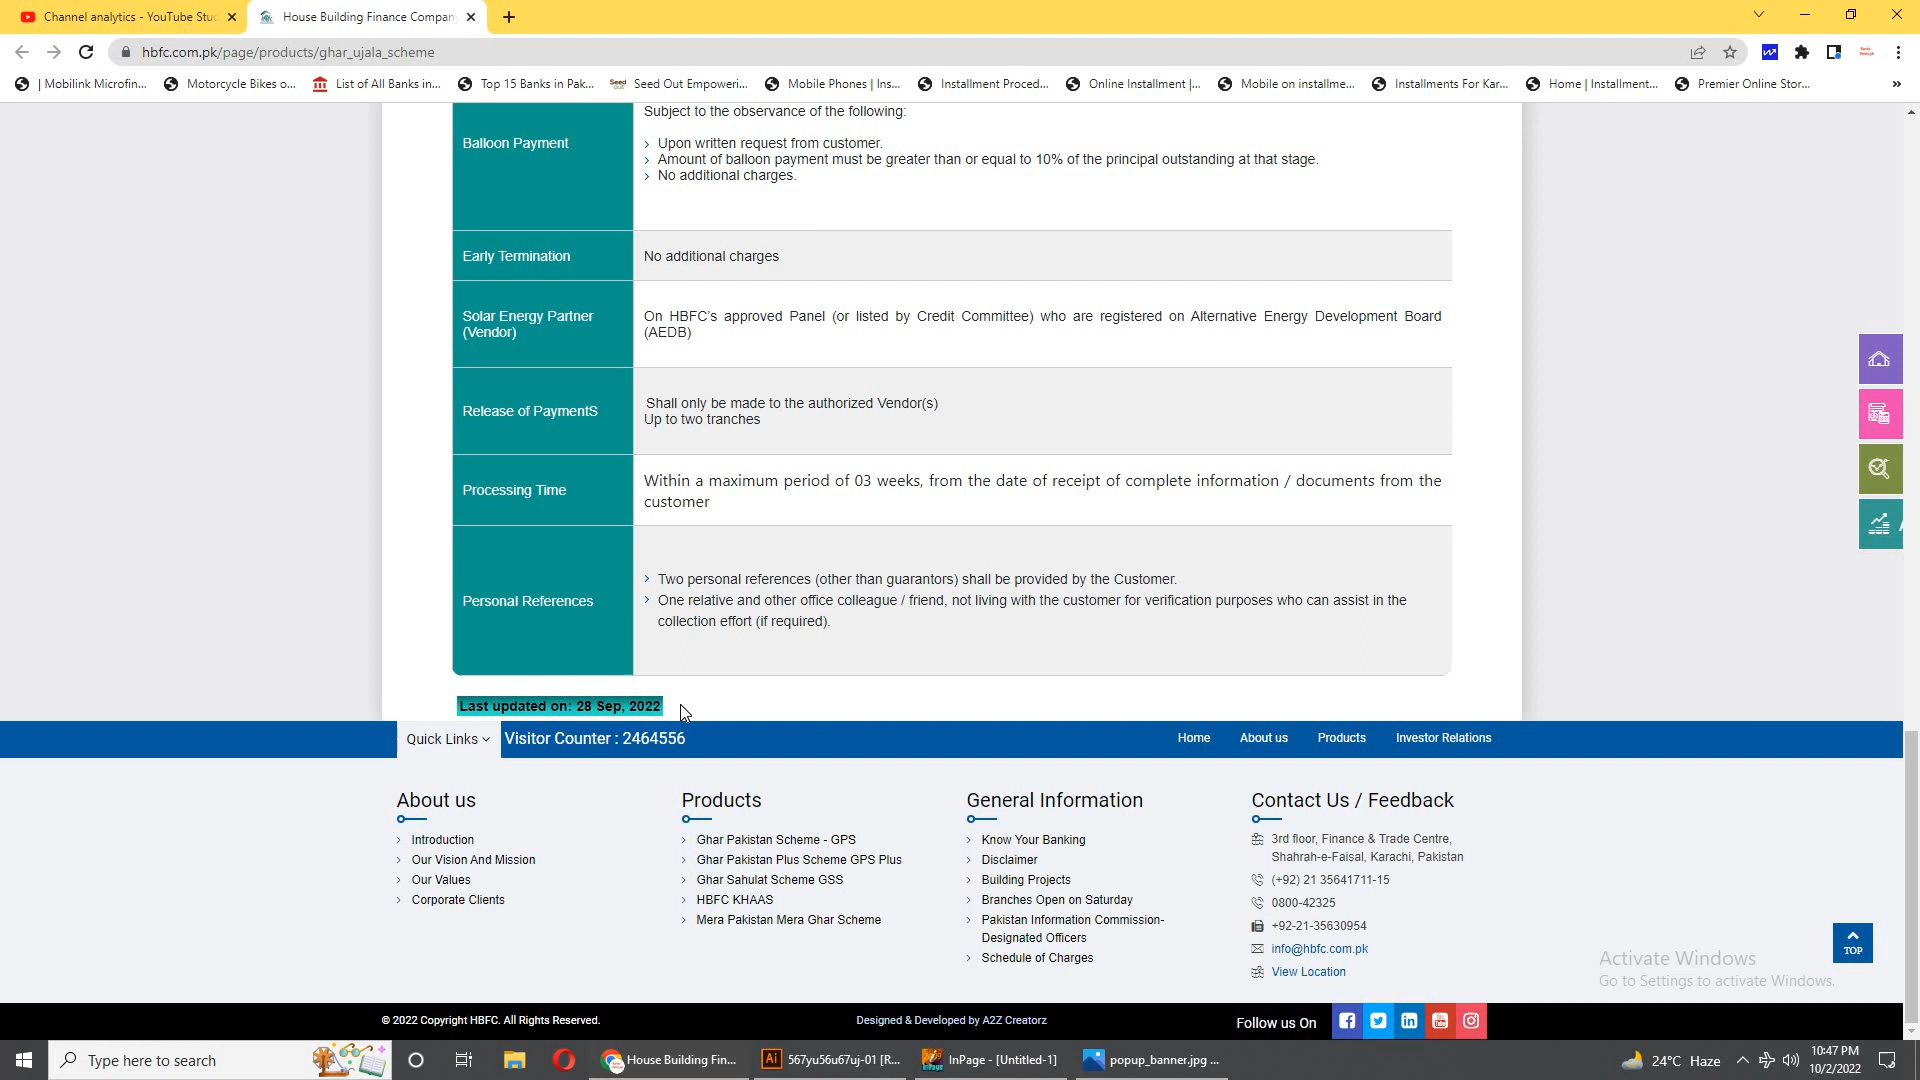 Channel analytics - YouTube Stu
House Building Finance Company
hbfc.com.pk/page/products/ghar_ujala_scheme
| Mobilink Microfin...
Motorcycle Bikes o...
List of All Banks in...
Top 15 Banks in Pak...
Seed Out Empoweri...
Mobile Phones | Ins...
Installment Proced...
Online Installment |...
Mobile on installme...
Installments For Kar...
Home | Installment...
Premier Online Stor...
»
Balloon Payment
Subject to the observance of the following:
Upon written request from customer.
Amount of balloon payment must be greater than or equal to 10% of the principal outstanding at that stage.
No additional charges.
Early Termination
No additional charges
Solar Energy Partner
(Vendor)
On HBFC's approved Panel (or listed by Credit Committee) who are registered on Alternative Energy Development Board
(AEDB)
Release of PaymentS
Shall only be made to the authorized Vendor(s)
Up to two tranches
Processing Time
Within a maximum period of 03 weeks, from the date of receipt of complete information / documents from the
customer
Personal References
Two personal references (other than guarantors) shall be provided by the Customer.
One relative and other office colleague / friend, not living with the customer for verification purposes who can assist in the
collection effort (if required).
Last updated on: 28 Sep, 2022
Quick Links
Visitor Counter : 2464556
Home
About us
Products
Investor Relations
About us
Introduction
Our Vision And Mission
Our Values
Corporate Clients
Products
Ghar Pakistan Scheme - GPS
Ghar Pakistan Plus Scheme GPS Plus
Ghar Sahulat Scheme GSS
HBFC KHAAS
Mera Pakistan Mera Ghar Scheme
General Information
Know Your Banking
Disclaimer
Building Projects
Branches Open on Saturday
Pakistan Information Commission-
Designated Officers
Schedule of Charges
Contact Us / Feedback
3rd floor, Finance & Trade Centre,
Shahrah-e-Faisal, Karachi, Pakistan
(+92) 21 35641711-15
0800-42325
+92-21-35630954
info@hbfc.com.pk
View Location
TOP
Activate Windows
Go to Settings to activate Windows.
© 2022 Copyright HBFC. All Rights Reserved.
Designed & Developed by A2Z Creatorz
Follow us On
Type here to search
House Building Fin...
567yu56u67uj-01 [R...
InPage - [Untitled-1]
popup_banner.jpg ...
24°C Haze
10:47 PM
10/2/2022